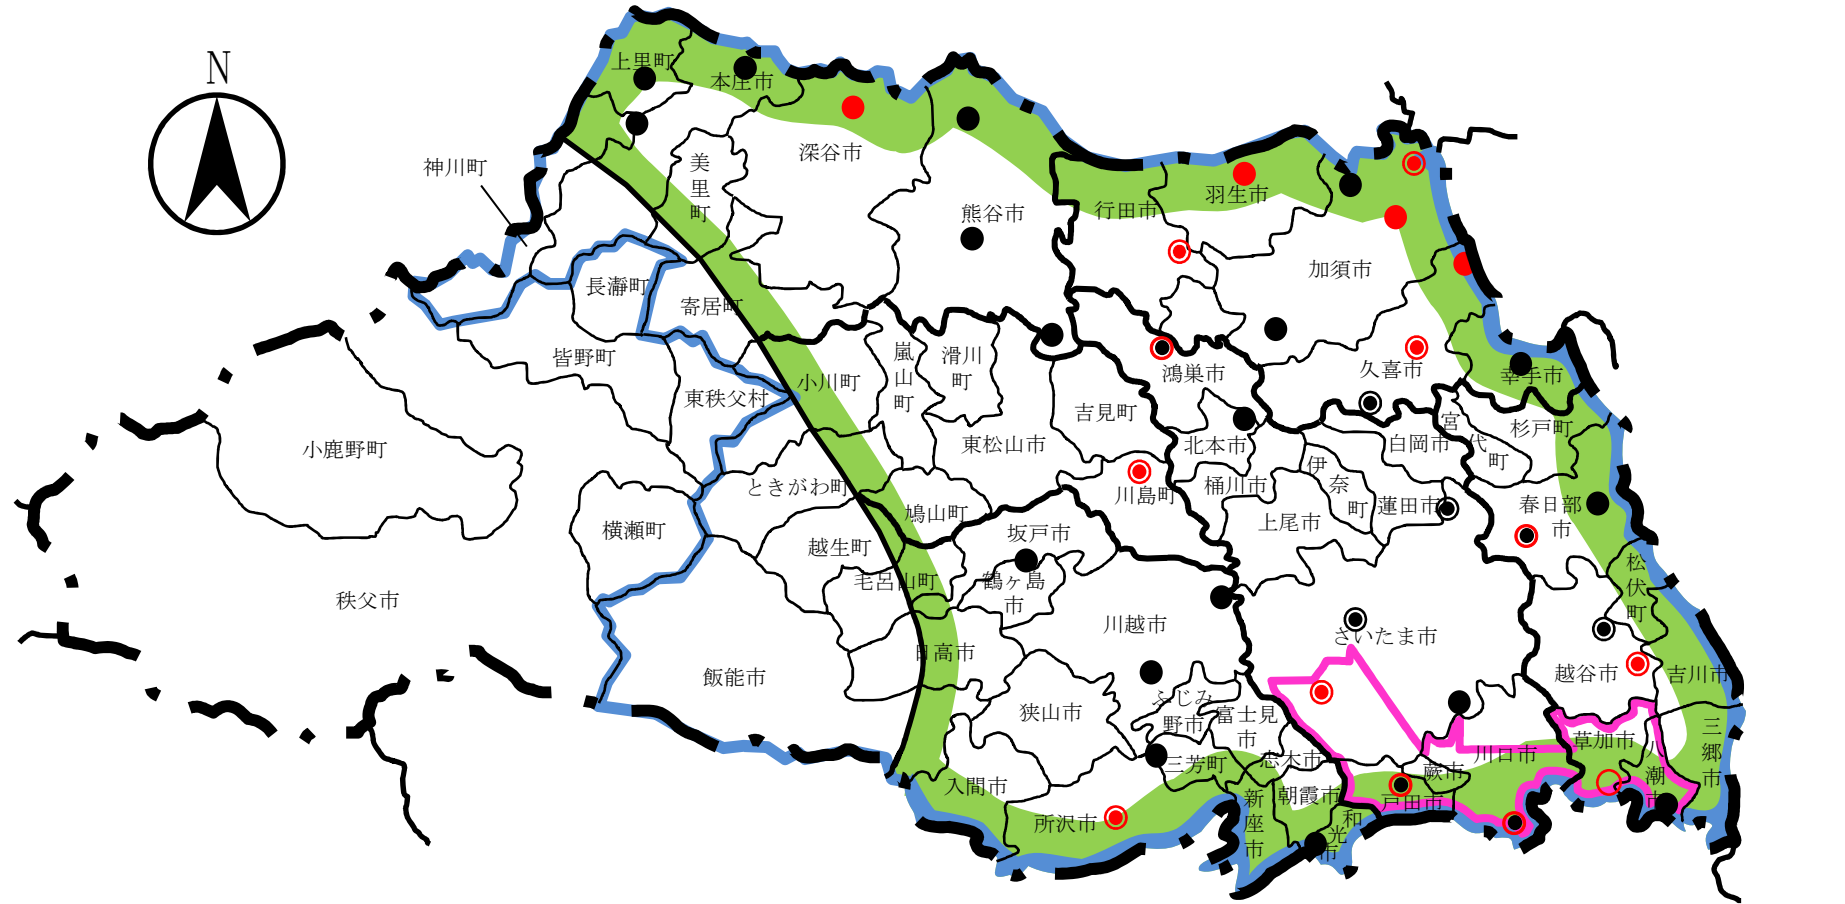 N
上里町
本庄市
神川町
美里町
深谷市
熊谷市
行田市
羽生市
加須市
長瀞町
寄居町
皆野町
東秩父村
小川町
嵐山町
滑川町
吉見町
鴻巣市
久喜市
幸手市
小鹿野町
東松山市
北本市
白岡市
宮代町
杉戸町
ときがわ町
川島町
桶川市
伊奈町
蓮田市
春日部市
横瀬町
鳩山町
坂戸市
上尾市
越生町
毛呂山町
鶴ヶ島市
松伏町
秩父市
川越市
さいたま市
日高市
飯能市
越谷市
吉川市
狭山市
ふじみ野市
富士見市
三芳町
志木市
川口市
草加市
八潮市
三郷市
蕨市
入間市
新座市
朝霞市
戸田市
所沢市
和光市